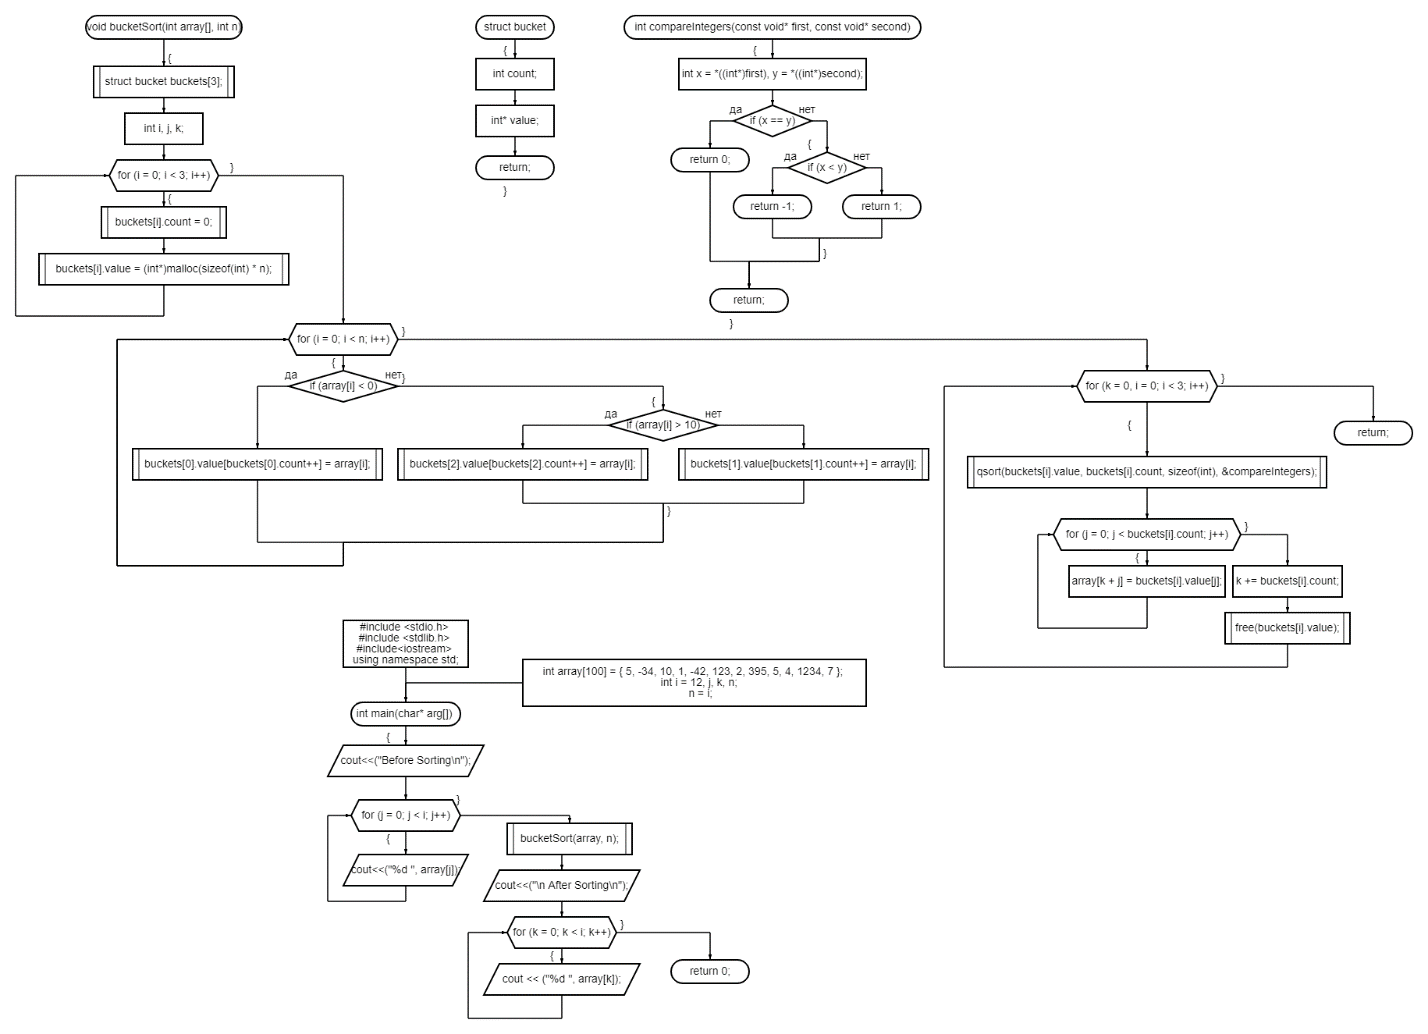 void bucketSort(int array[], int n)
{
struct bucket buckets[3];
int i, j, k;
for (i = 0; i < 3; i++)
}
{
buckets[i].count = 0;
buckets[i].value = (int*)malloc(sizeof(int) * n);
struct bucket
{
int count;
int* value;
return;
}
int compareIntegers(const void* first, const void* second)
{
int x = *((int*)first), y = *((int*)second);
да
нет
if (x == y)
return 0;
{
да
нет
if (x < y)
return -1;
return 1;
}
return;
}
for (i = 0; i < n; i++)
}
{
да
нет}
if (array[i] < 0)
{
да
нет
if (array[i] > 10)
buckets[0].value[buckets[0].count++] = array[i];
buckets[2].value[buckets[2].count++] = array[i];
buckets[1].value[buckets[1].count++] = array[i];
}
for (k = 0, i = 0; i < 3; i++)
}
return;
{
qsort(buckets[i].value, buckets[i].count, sizeof(int), &compareIntegers);
for (j = 0; j < buckets[i].count; j++)
}
{
array[k + j] = buckets[i].value[j];
k += buckets[i].count;
free(buckets[i].value);
#include <stdio.h>
#include <stdlib.h>
#include<iostream>
using namespace std;
int array[100] = { 5, -34, 10, 1, -42, 123, 2, 395, 5, 4, 1234, 7 };
int i = 12, j, k, n;
n = i;
int main(char* arg[])
{
cout<<("Before Sorting\n");
for (j = 0; j < i; j++)
}
{
cout<<("%d ", array[j]);
bucketSort(array, n);
cout<<("\n After Sorting\n");
for (k = 0; k < i; k++)
}
{
cout << ("%d ", array[k]);
return 0;